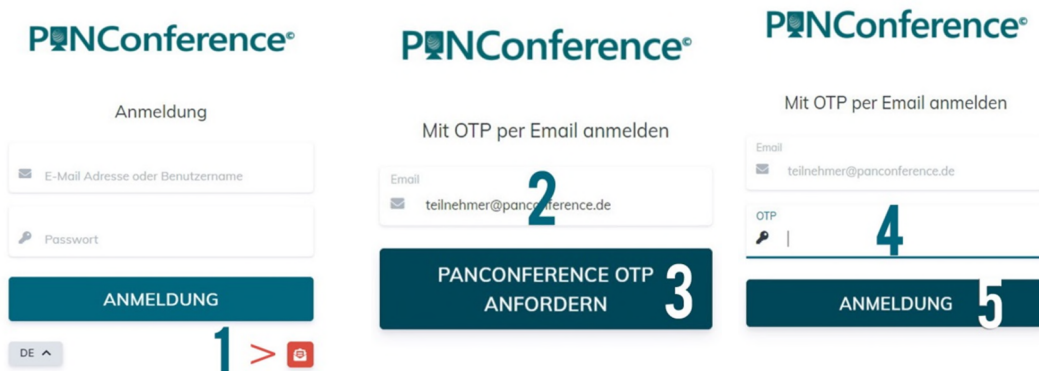 PANConference©
Anmeldung
E-Mail Adresse oder Benutzername
Passwort
ANMELDUNG
DE
1 >
PANConference©
Mit OTP per Email anmelden
Email
teilnehmer@panconference.de
2
PANCONFERENCE OTP
ANFORDERN
3
PANConference©
Mit OTP per Email anmelden
Email
teilnehmer@panconference.de
OTP
4
ANMELDUNG
5